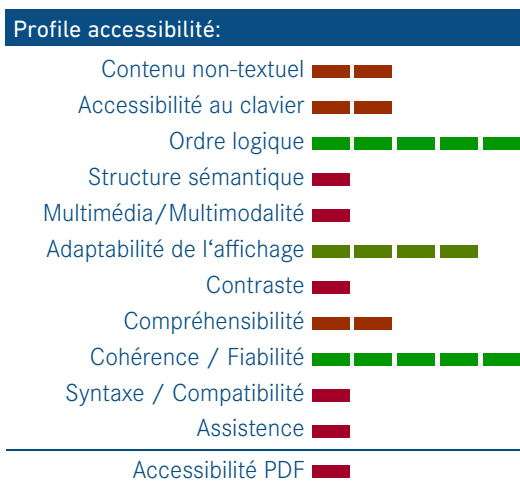 Profile accessibilité:
Contenu non-textuel
Accessibilité au clavier
Ordre logique
Structure sémantique
Multimédia/Multimodalité
Adaptabilité de l‘affichage
Contraste
Compréhensibilité
Cohérence / Fiabilité
Syntaxe / Compatibilité
Assistence
Accessibilité PDF